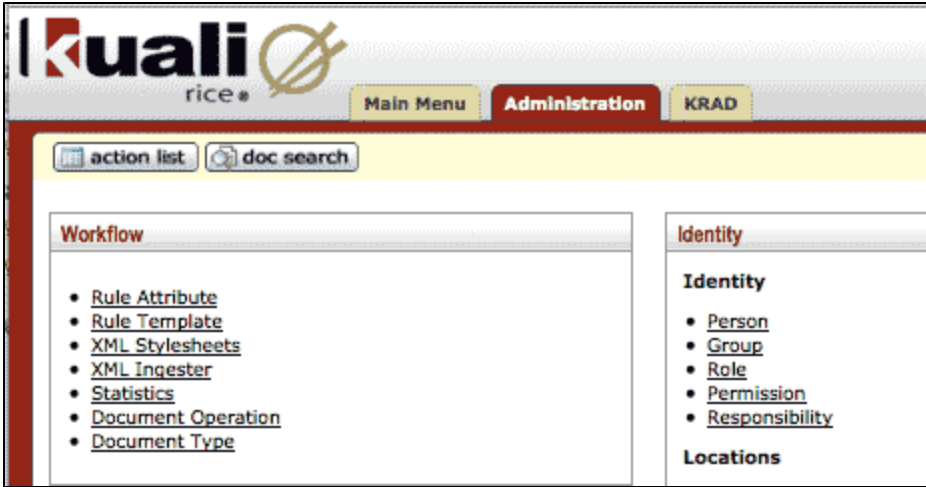 kuali
rice®
Main Menu Administration KRAD
action list doc search
Workflow
Rule Attribute
Rule Template
XML Stylesheets
XML Ingester
Statistics
Document Operation
Document Type
Identity
Identity
Person
Group
Role
Permission
Responsibility
Locations